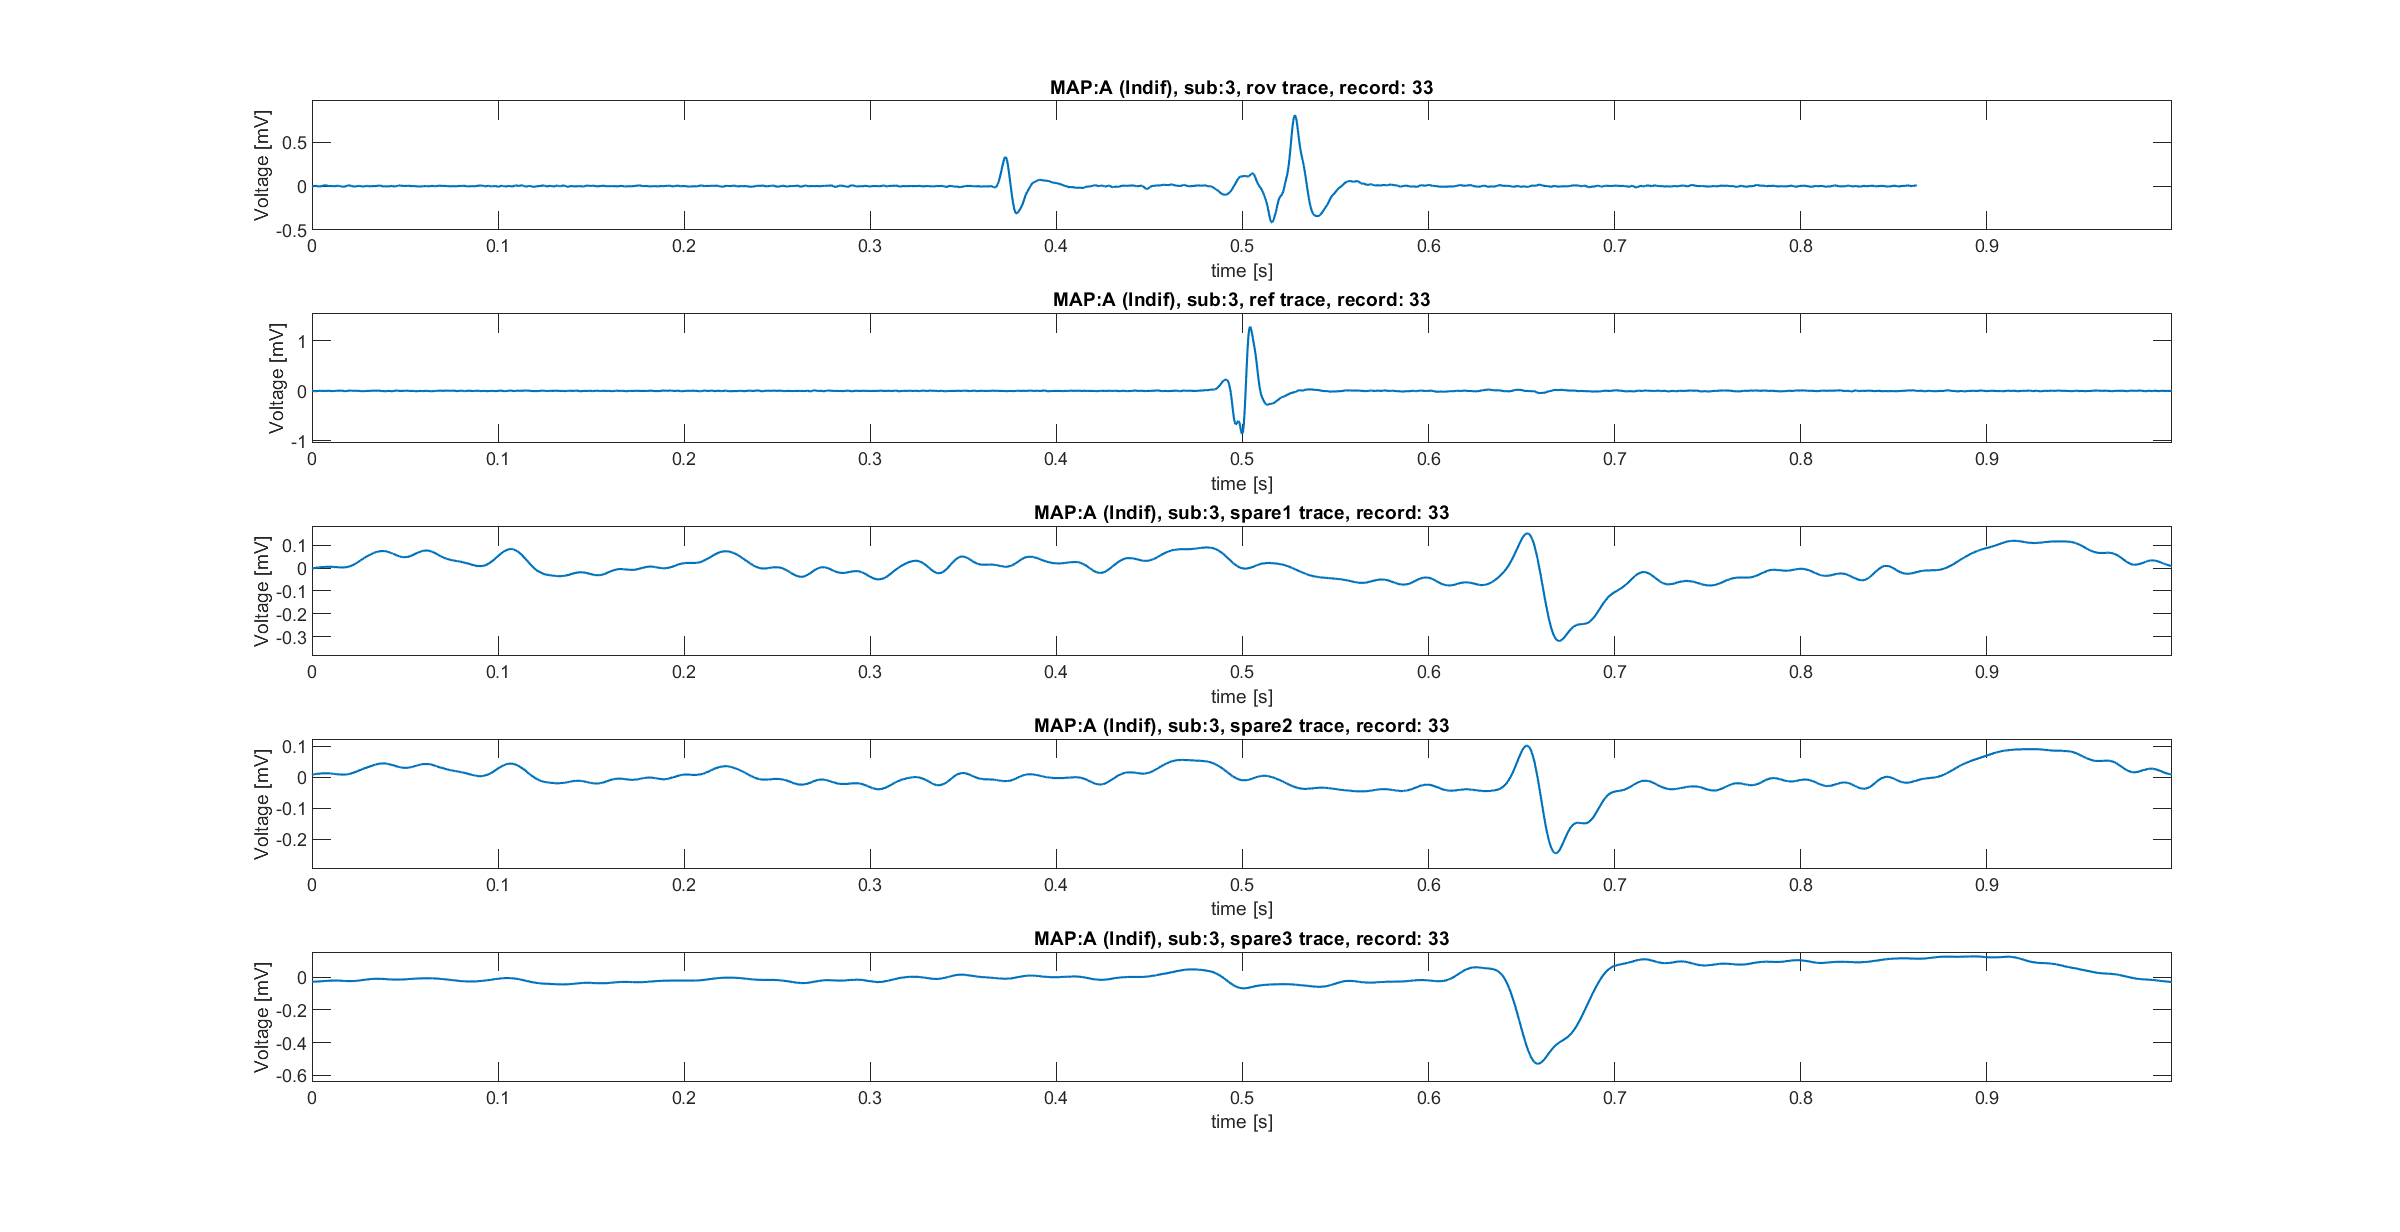 MAP:A (Indif), sub:3, rov trace, record: 33
Voltage [mV]
0.5
0
-0.5
0 0.1 0.2 0.3 0.4 0.5 0.6 0.7 0.8 0.9
time [s]
MAP:A (Indif), sub:3, ref trace, record: 33
Voltage [mV]
1
0
-1
0 0.1 0.2 0.3 0.4 0.5 0.6 0.7 0.8 0.9
time [s]
MAP:A (Indif), sub:3, spare1 trace, record: 33
Voltage [mV]
0.1
0
-0.1
-0.2
-0.3
0 0.1 0.2 0.3 0.4 0.5 0.6 0.7 0.8 0.9
time [s]
MAP:A (Indif), sub:3, spare2 trace, record: 33
Voltage [mV]
0.1
0
-0.1
-0.2
0 0.1 0.2 0.3 0.4 0.5 0.6 0.7 0.8 0.9
time [s]
MAP:A (Indif), sub:3, spare3 trace, record: 33
Voltage [mV]
0
-0.2
-0.4
-0.6
0 0.1 0.2 0.3 0.4 0.5 0.6 0.7 0.8 0.9
time [s]